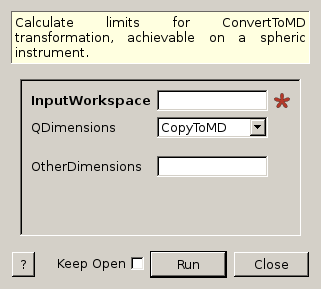 Calculate limits for ConvertToMD
transformation, achievable on a spheric
instrument.
InputWorkspace *
QDimensions CopyToMD
OtherDimensions
? Keep Open Run Close